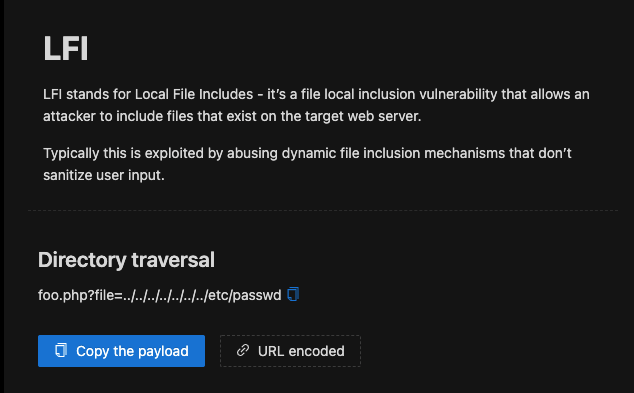 LFI
LFI stands for Local File Includes - it’s a file local inclusion vulnerability that allows an
attacker to include files that exist on the target web server.
Typically this is exploited by abusing dynamic file inclusion mechanisms that don’t
sanitize user input.
Directory traversal
foo.php?file=../../../../../../../etc/passwd
Copy the payload
URL encoded